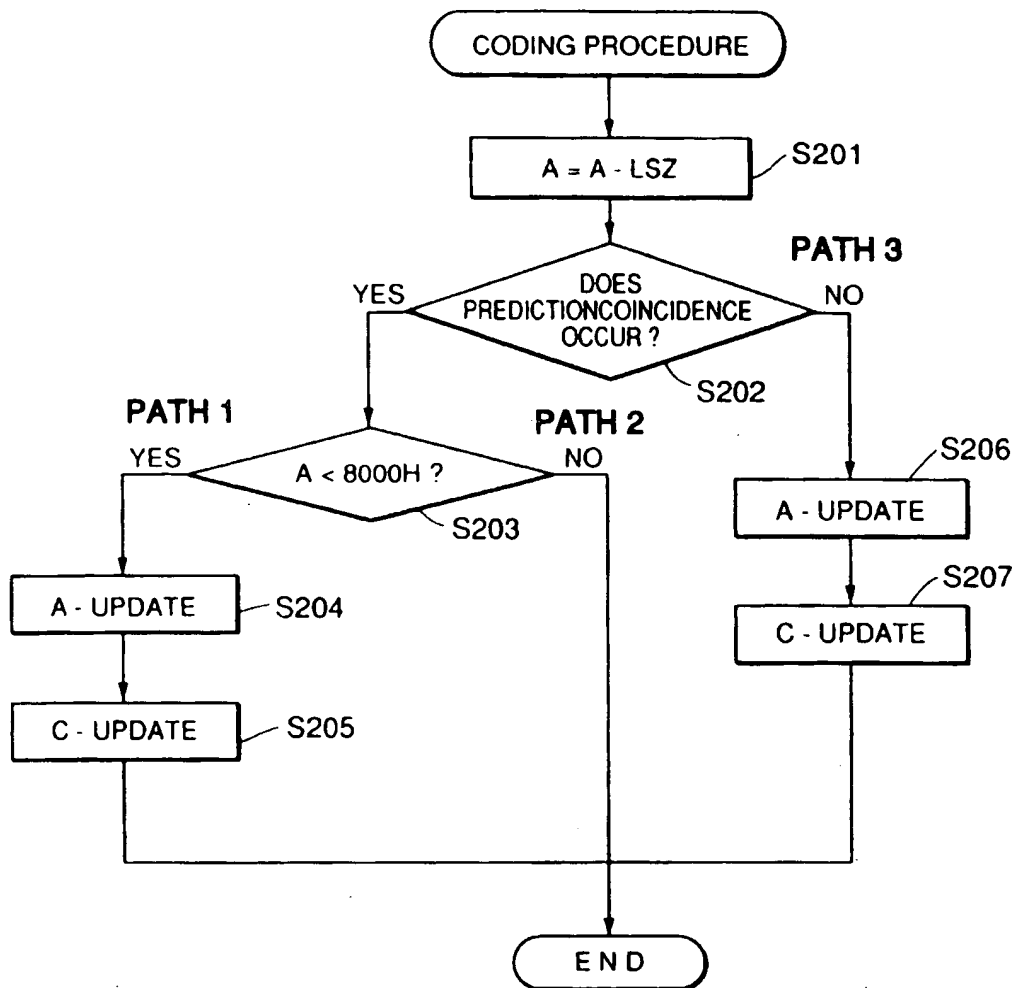 CODING PROCEDURE
A = A - LSZ
S201
PATH 3
DOES
PREDICTIONCOINCIDENCE
OCCUR ?
YES
NO
S202
PATH 1
PATH 2
YES
A < 8000H ?
NO
S203
S206
A - UPDATE
S207
A - UPDATE
S204
C - UPDATE
C - UPDATE
S205
E N D